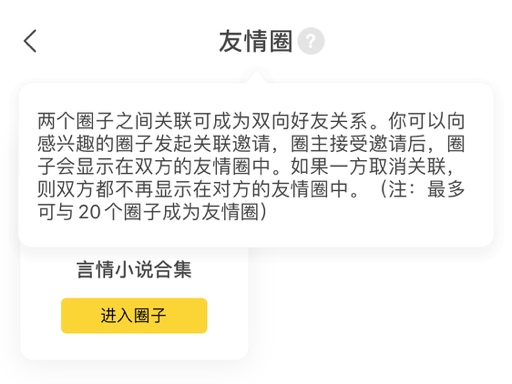 友情圈 ?
两个圈子之间关联可成为双向好友关系。你可以向
感兴趣的圈子发起关联邀请，圈主接受邀请后，圈
子会显示在双方的友情圈中。如果一方取消关联，
则双方都不再显示在对方的友情圈中。（注：最多
可与20个圈子成为友情圈）
言情小说合集
进入圈子